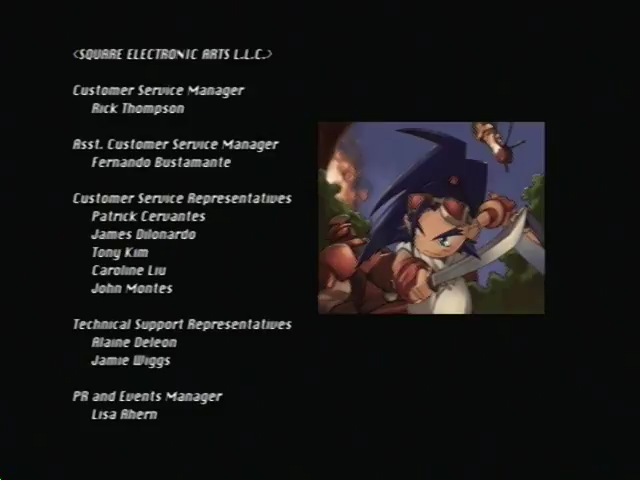 <SQUARE ELECTRONIC ARTS L.L.C.>
Customer Service Manager
Rick Thompson
Asst. Customer Service Manager
Fernando Bustamante
Customer Service Representatives
Patrick Cervantes
James Dilonardo
Tony Kim
Caroline Liu
John Montes
Technical Support Representatives
Alaine Deleon
Jamie Wiggs
PR and Events Manager
Lisa Ahern